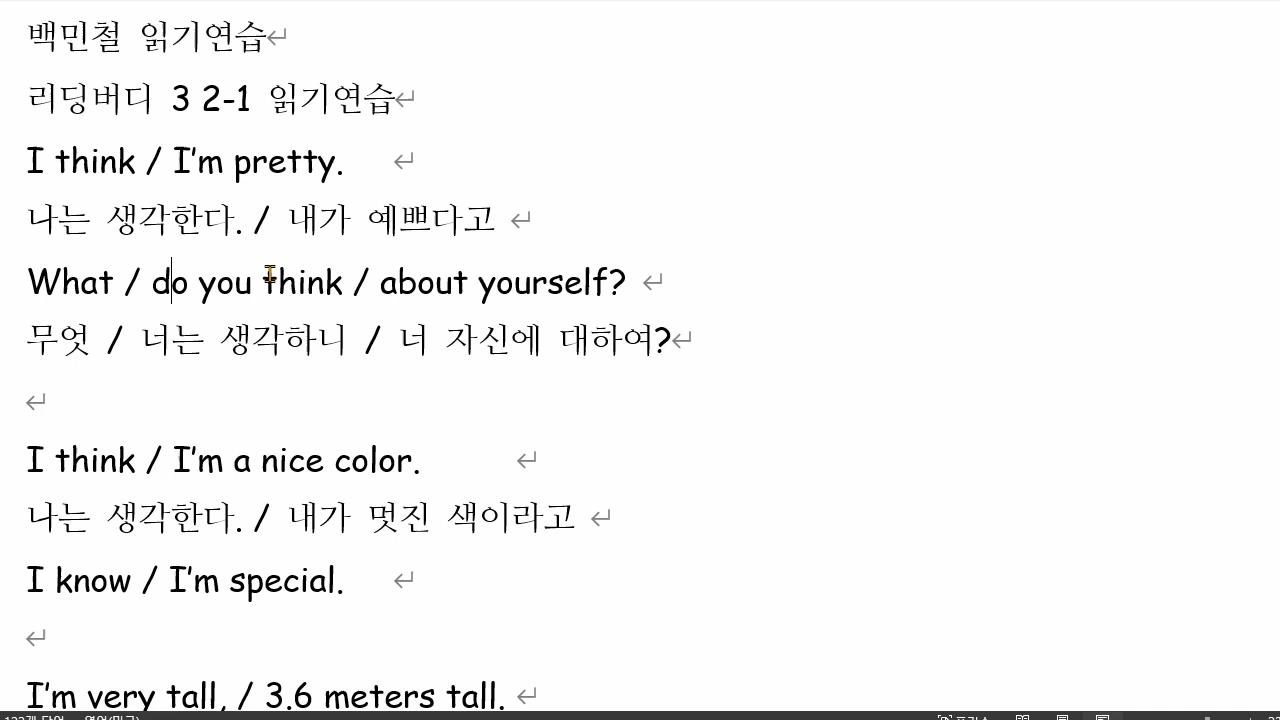 백민철 읽기연습
리딩버디 3 2-1 읽기연습
I think / I’m pretty.
나는 생각한다. / 내가 예쁘다고
What / do you think / about yourself?
무엇 / 너는 생각하니 / 너 자신에 대하여?
I think / I’m a nice color.
나는 생각한다. / 내가 멋진 색이라고
I know / I’m special.
I’m very tall, / 3.6 meters tall.